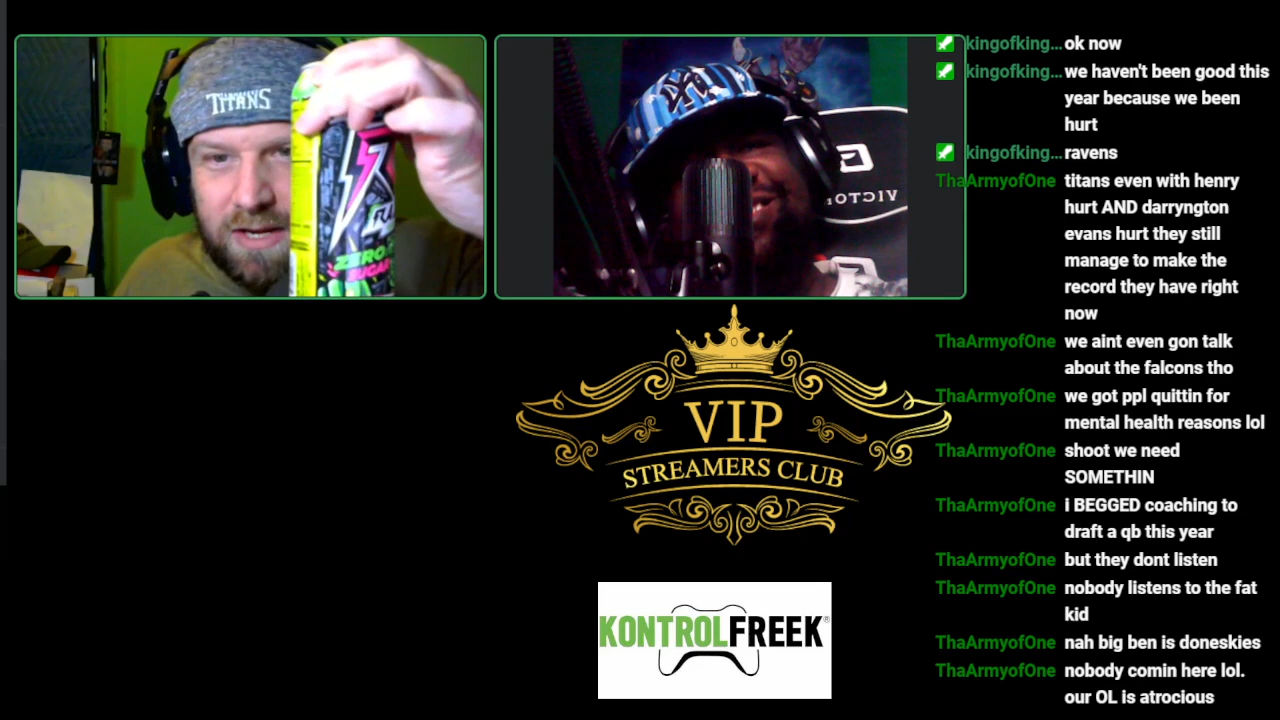 TITANS
ZERO
SUGAR
G
VICTOR
VIP
STREAMERS CLUB
KONTROLFREEK®
kingofking... ok now
kingofking... we haven't been good this
year because we been
hurt
kingofking... ravens
ThaArmyofOne titans even with henry
hurt AND darryngton
evans hurt they still
manage to make the
record they have right
now
ThaArmyofOne we aint even gon talk
about the falcons tho
ThaArmyofOne we got ppl quittin for
mental health reasons lol
ThaArmyofOne shoot we need
SOMETHIN
ThaArmyofOne i BEGGED coaching to
draft a qb this year
ThaArmyofOne but they dont listen
ThaArmyofOne nobody listens to the fat
kid
ThaArmyofOne nah big ben is doneskies
ThaArmyofOne nobody comin here lol.
our OL is atrocious